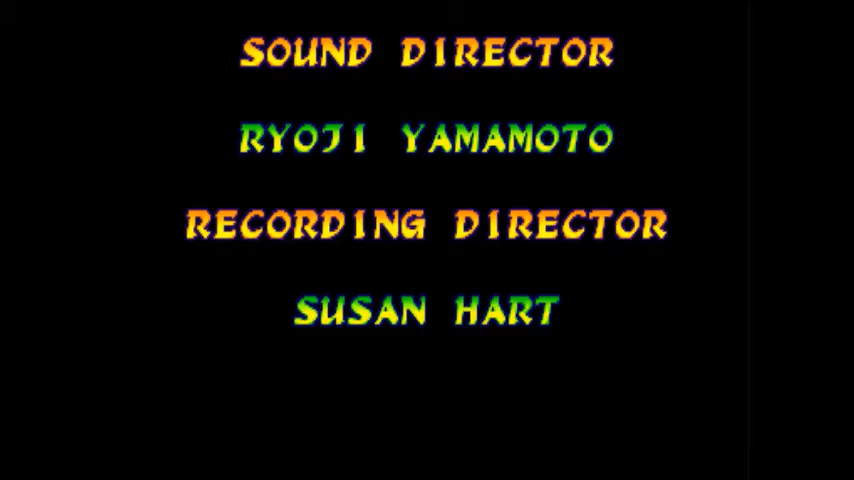 SOUND DIRECTOR
RYOJI YAMAMOTO
RECORDING DIRECTOR
SUSAN HART